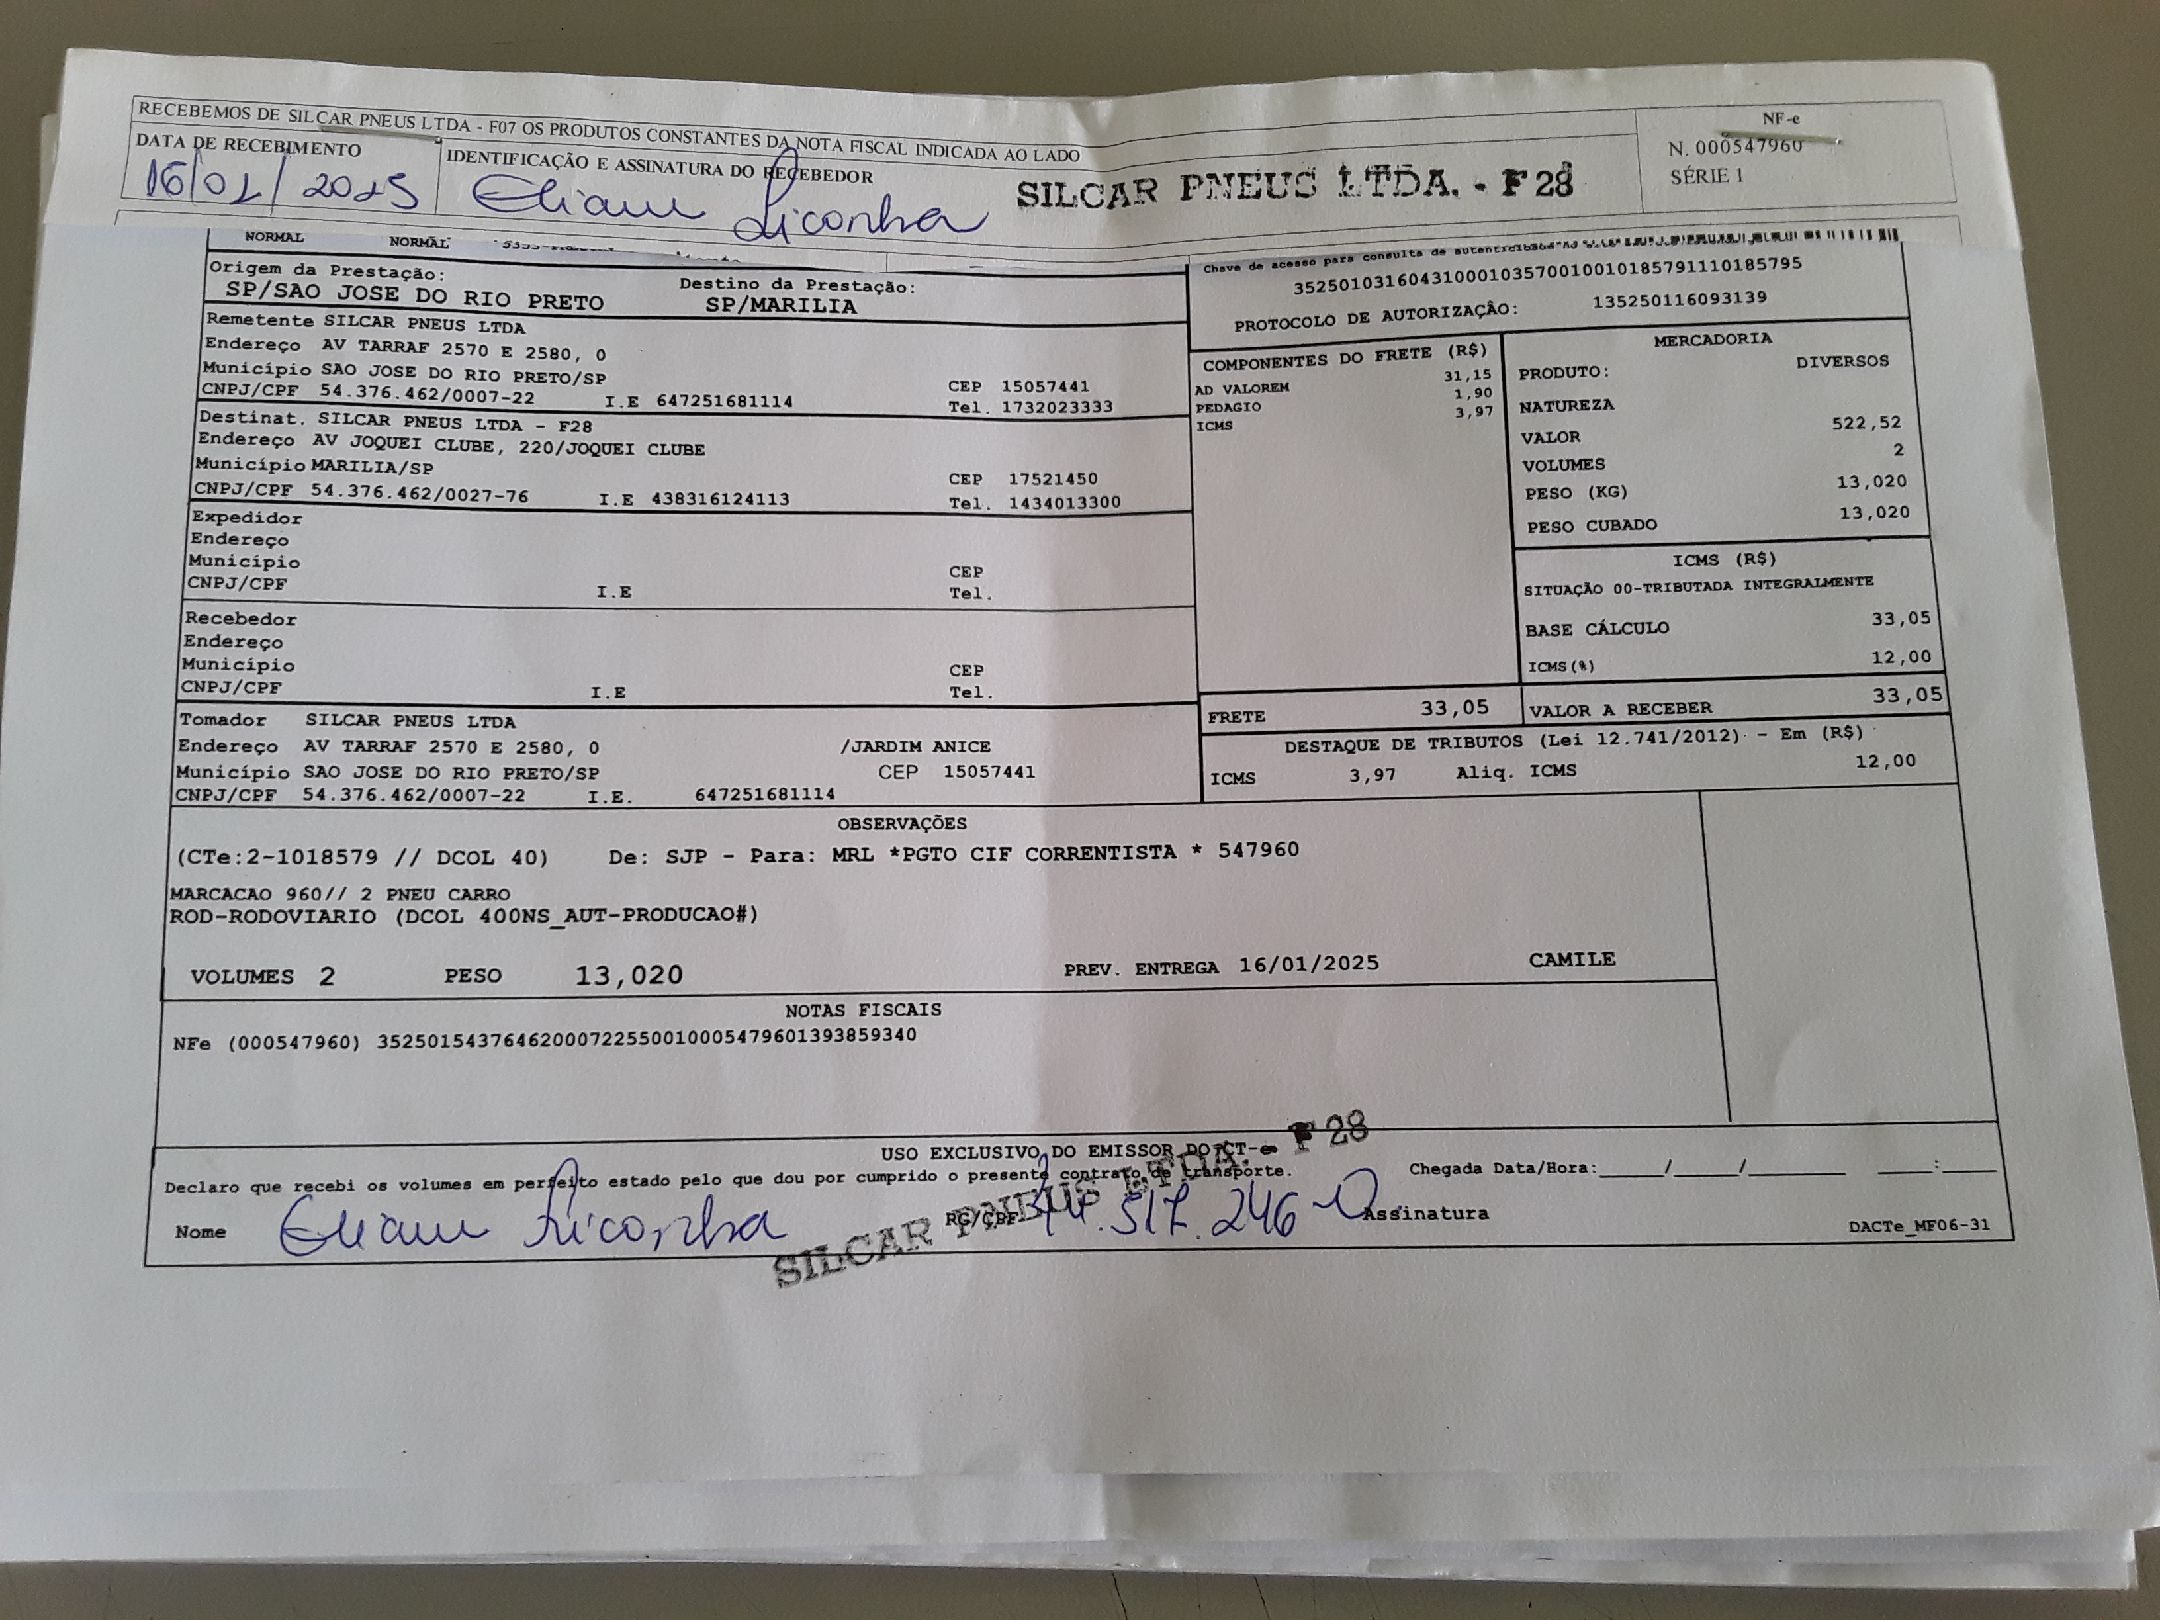 RECEBEMOS DE SILCAR PNEUS LTDA - F07 OS PRODUTOS CONSTANTES DA NOTA FISCAL INDICADA AO LADO
DATA DE RECEBIMENTO
16/01/2025
IDENTIFICAÇÃO E ASSINATURA DO RECEBEDOR
SILCAR PNEUS LTDA. - F 28
NF-e
N. 000547960
SÉRIE 1
NORMAL NORMAL
Origem da Prestação:
SP/SAO JOSE DO RIO PRETO
Destino da Prestação:
SP/MARILIA
Chave de acesso para consulta de
35250103160431000103570010010185791110185795
PROTOCOLO DE AUTORIZAÇÃO: 135250116093139
Remetente SILCAR PNEUS LTDA
Endereço AV TARRAF 2570 E 2580, 0
Município SAO JOSE DO RIO PRETO/SP CEP 15057441
CNPJ/CPF 54.376.462/0007-22 I.E 647251681114 Tel. 1732023333
Destinat. SILCAR PNEUS LTDA - F28
Endereço AV JOQUEI CLUBE, 220/JOQUEI CLUBE
Município MARILIA/SP CEP 17521450
CNPJ/CPF 54.376.462/0027-76 I.E 438316124113 Tel. 1434013300
Expedidor
Endereço
Município CEP
CNPJ/CPF I.E Tel.
Recebedor
Endereço
Município CEP
CNPJ/CPF I.E Tel.
Tomador SILCAR PNEUS LTDA
Endereço AV TARRAF 2570 E 2580, 0 /JARDIM ANICE
Município SAO JOSE DO RIO PRETO/SP CEP 15057441
CNPJ/CPF 54.376.462/0007-22 I.E. 647251681114
COMPONENTES DO FRETE (R$)
31,15
AD VALOREM 1,90
PEDAGIO 3,97
ICMS
MERCADORIA
PRODUTO: DIVERSOS
NATUREZA
VALOR 522,52
VOLUMES 2
PESO (KG) 13,020
PESO CUBADO 13,020
ICMS (R$)
SITUAÇÃO 00-TRIBUTADA INTEGRALMENTE
BASE CÁLCULO 33,05
ICMS(%) 12,00
FRETE 33,05
VALOR A RECEBER 33,05
DESTAQUE DE TRIBUTOS (Lei 12.741/2012) - Em (R$)
ICMS 3,97 Aliq. ICMS 12,00
OBSERVAÇÕES
(CTe:2-1018579 // DCOL 40) De: SJP - Para: MRL *PGTO CIF CORRENTISTA * 547960
MARCACAO 960// 2 PNEU CARRO
ROD-RODOVIARIO (DCOL 400NS_AUT-PRODUCAO#)
VOLUMES 2 PESO 13,020 PREV. ENTREGA 16/01/2025 CAMILE
NOTAS FISCAIS
NFe (000547960) 35250154376462000722550010005479601393859340
USO EXCLUSIVO DO EMISSOR DO CT-e
Declaro que recebi os volumes em perfeito estado pelo que dou por cumprido o presente contrato de transporte.
Chegada Data/Hora:_____/_____/_______ ____:____
Nome
RG/CPF
Assinatura
SILCAR PNEUS LTDA. - F 28
DACTe_MF06-31